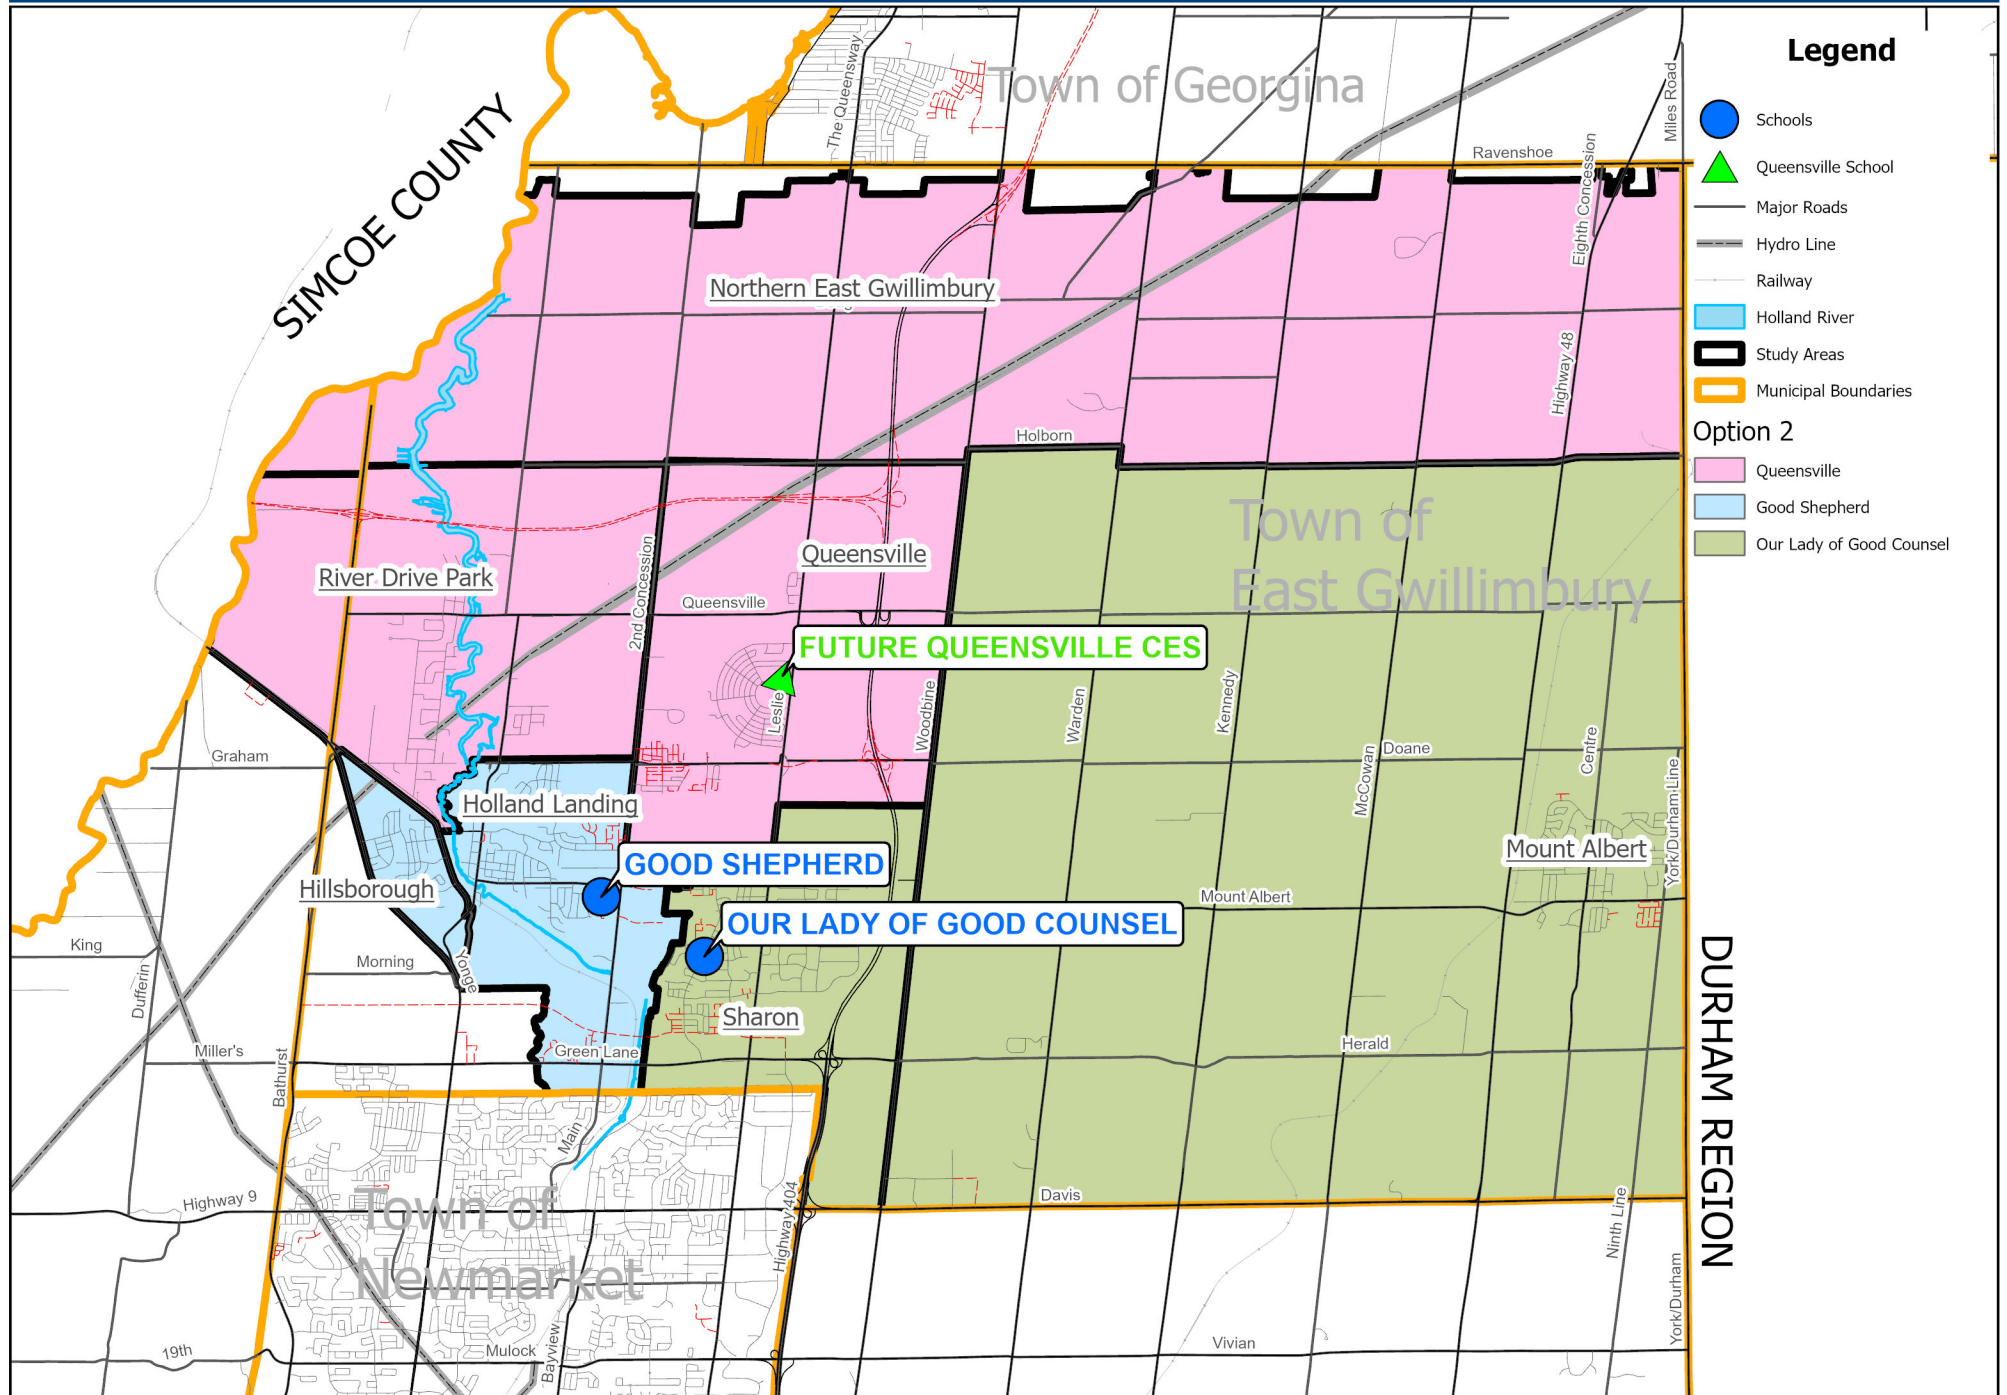 Legend
Schools
Queensville School
Major Roads
Hydro Line
Railway
Holland River
Study Areas
Municipal Boundaries
Option 2
Queensville
Good Shepherd
Our Lady of Good Counsel
Town of Georgina
The Queensway
Miles Road
Ravenshoe
Eighth Concession
SIMCOE COUNTY
Northern East Gwillimbury
Highway 48
Holborn
Town of
East Gwillimbury
2nd Concession
Queensville
River Drive Park
Queensville
FUTURE QUEENSVILLE CES
Leslie
Woodbine
Warden
Kennedy
McCowan
Doane
Centre
York/Durham Line
Graham
Holland Landing
Mount Albert
GOOD SHEPHERD
Hillsborough
Mount Albert
OUR LADY OF GOOD COUNSEL
King
Dufferin
Morning
Yonge
Sharon
Miller's
Bathurst
Green Lane
Herald
DURHAM REGION
Main
Highway 9
Town of
Newmarket
Highway 404
Davis
Ninth Line
York/Durham
19th
Mulock
Bayview
Vivian